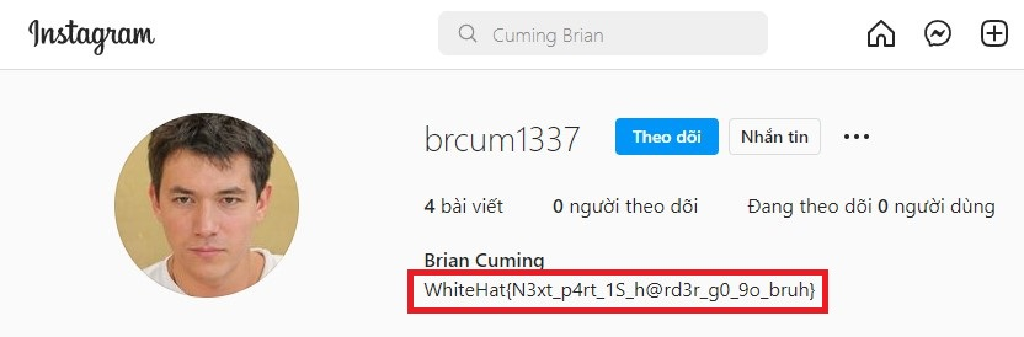 Instagram
Cuming Brian
brcum1337 Theo dõi Nhắn tin
4 bài viết 0 người theo dõi Đang theo dõi 0 người dùng
Brian Cuming
WhiteHat{N3xt_p4rt_1S_h@rd3r_g0_9o_bruh}